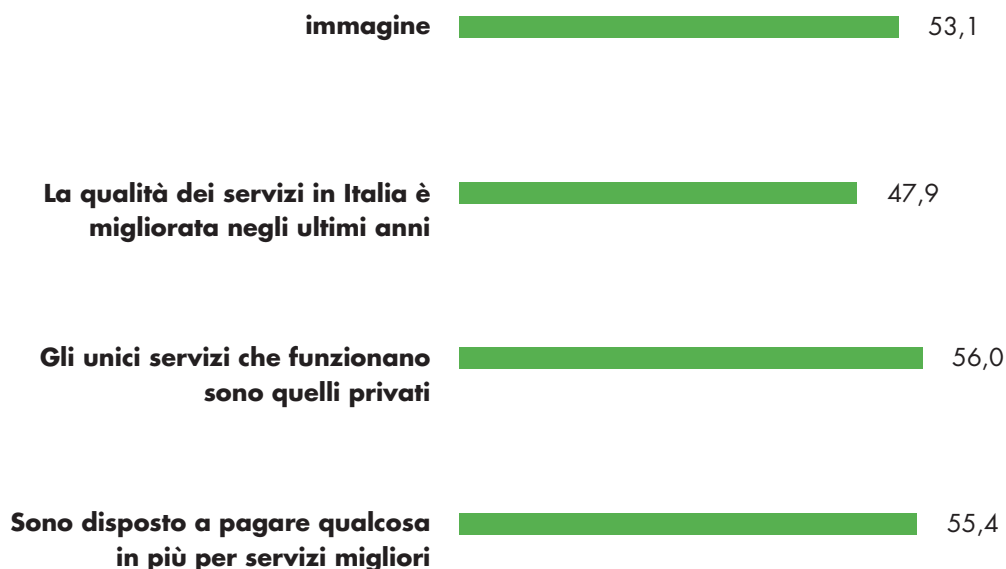 immagine 53,1
La qualità dei servizi in Italia è
migliorata negli ultimi anni 47,9
Gli unici servizi che funzionano
sono quelli privati 56,0
Sono disposto a pagare qualcosa
in più per servizi migliori 55,4